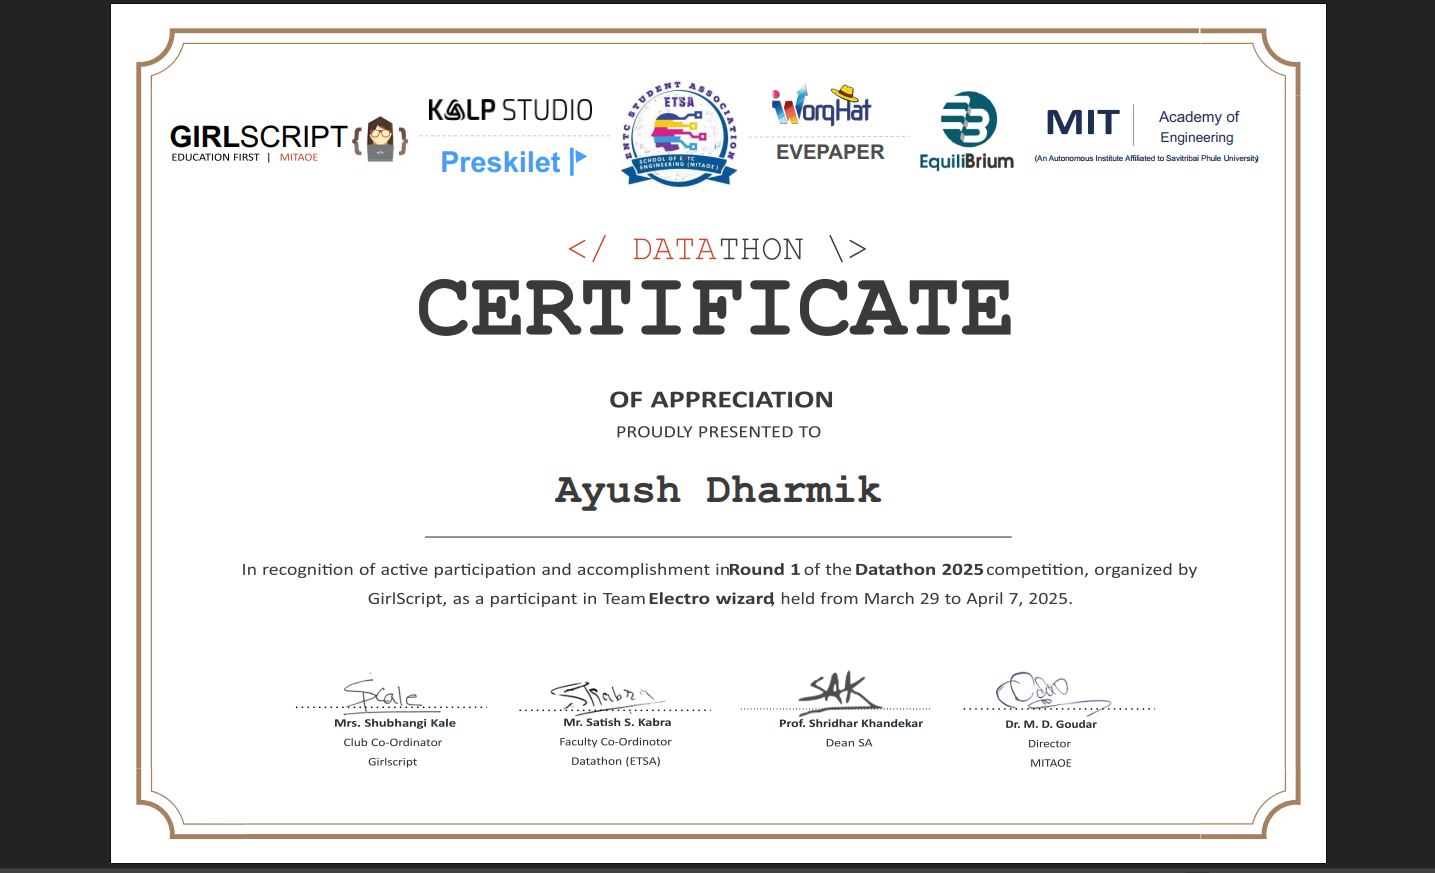 GIRLSCRIPT
EDUCATION FIRST | MITAOE
KALP STUDIO
Preskilet
ENTC STUDENT ASSOCIATION
ETSA
SCHOOL OF E TC
ENGINEERING (MITAOE)
WorqHat
EVEPAPER
EquiliBrium
MIT
Academy of
Engineering
(An Autonomous Institute Affiliated to Savitribai Phule University)
</ DATATHON \>
CERTIFICATE
OF APPRECIATION
PROUDLY PRESENTED TO
Ayush Dharmik
In recognition of active participation and accomplishment in Round 1 of the Datathon 2025 competition, organized by
GirlScript, as a participant in Team Electro wizard, held from March 29 to April 7, 2025.
Mrs. Shubhangi Kale
Club Co-Ordinator
Girlscript
Mr. Satish S. Kabra
Faculty Co-Ordinotor
Datathon (ETSA)
SAK
Prof. Shridhar Khandekar
Dean SA
Dr. M. D. Goudar
Director
MITAOE